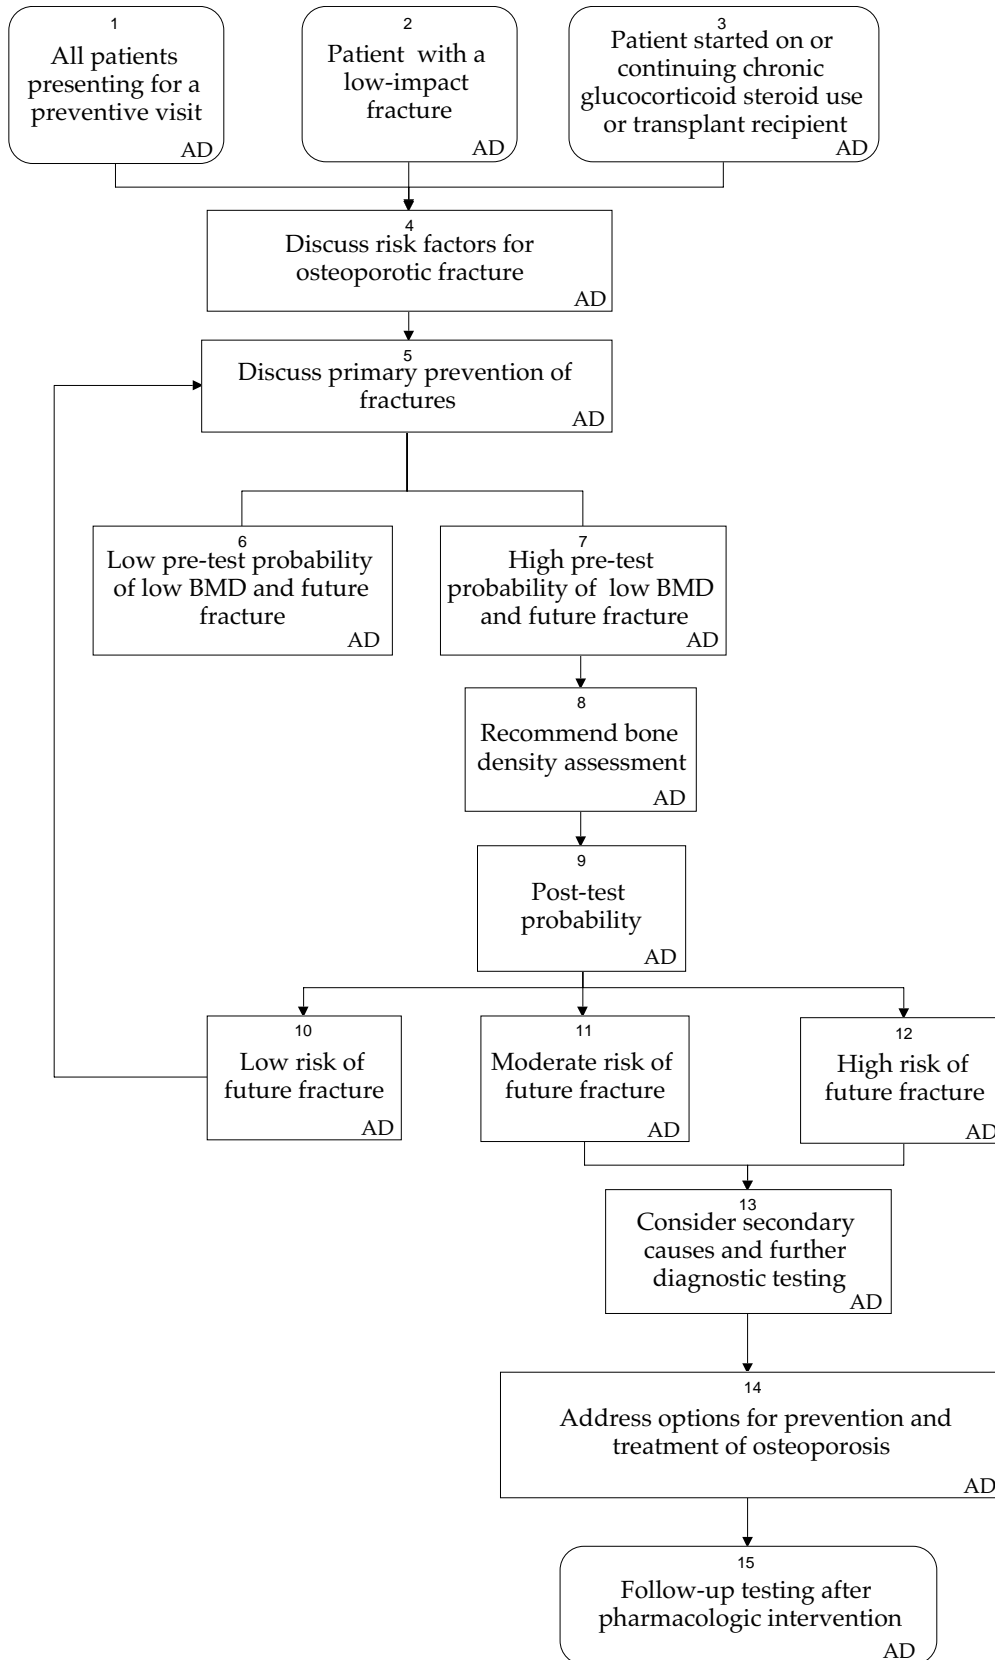 1
All patients
presenting for a
preventive visit
AD
2
Patient with a
low-impact
fracture
AD
3
Patient started on or
continuing chronic
glucocorticoid steroid use
or transplant recipient
AD
4
Discuss risk factors for
osteoporotic fracture
AD
5
Discuss primary prevention of
fractures
AD
6
Low pre-test probability
of low BMD and future
fracture
AD
7
High pre-test
probability of low BMD
and future fracture
AD
8
Recommend bone
density assessment
AD
9
Post-test
probability
AD
10
Low risk of
future fracture
AD
11
Moderate risk of
future fracture
AD
12
High risk of
future fracture
AD
13
Consider secondary
causes and further
diagnostic testing
AD
14
Address options for prevention and
treatment of osteoporosis
AD
15
Follow-up testing after
pharmacologic intervention
AD